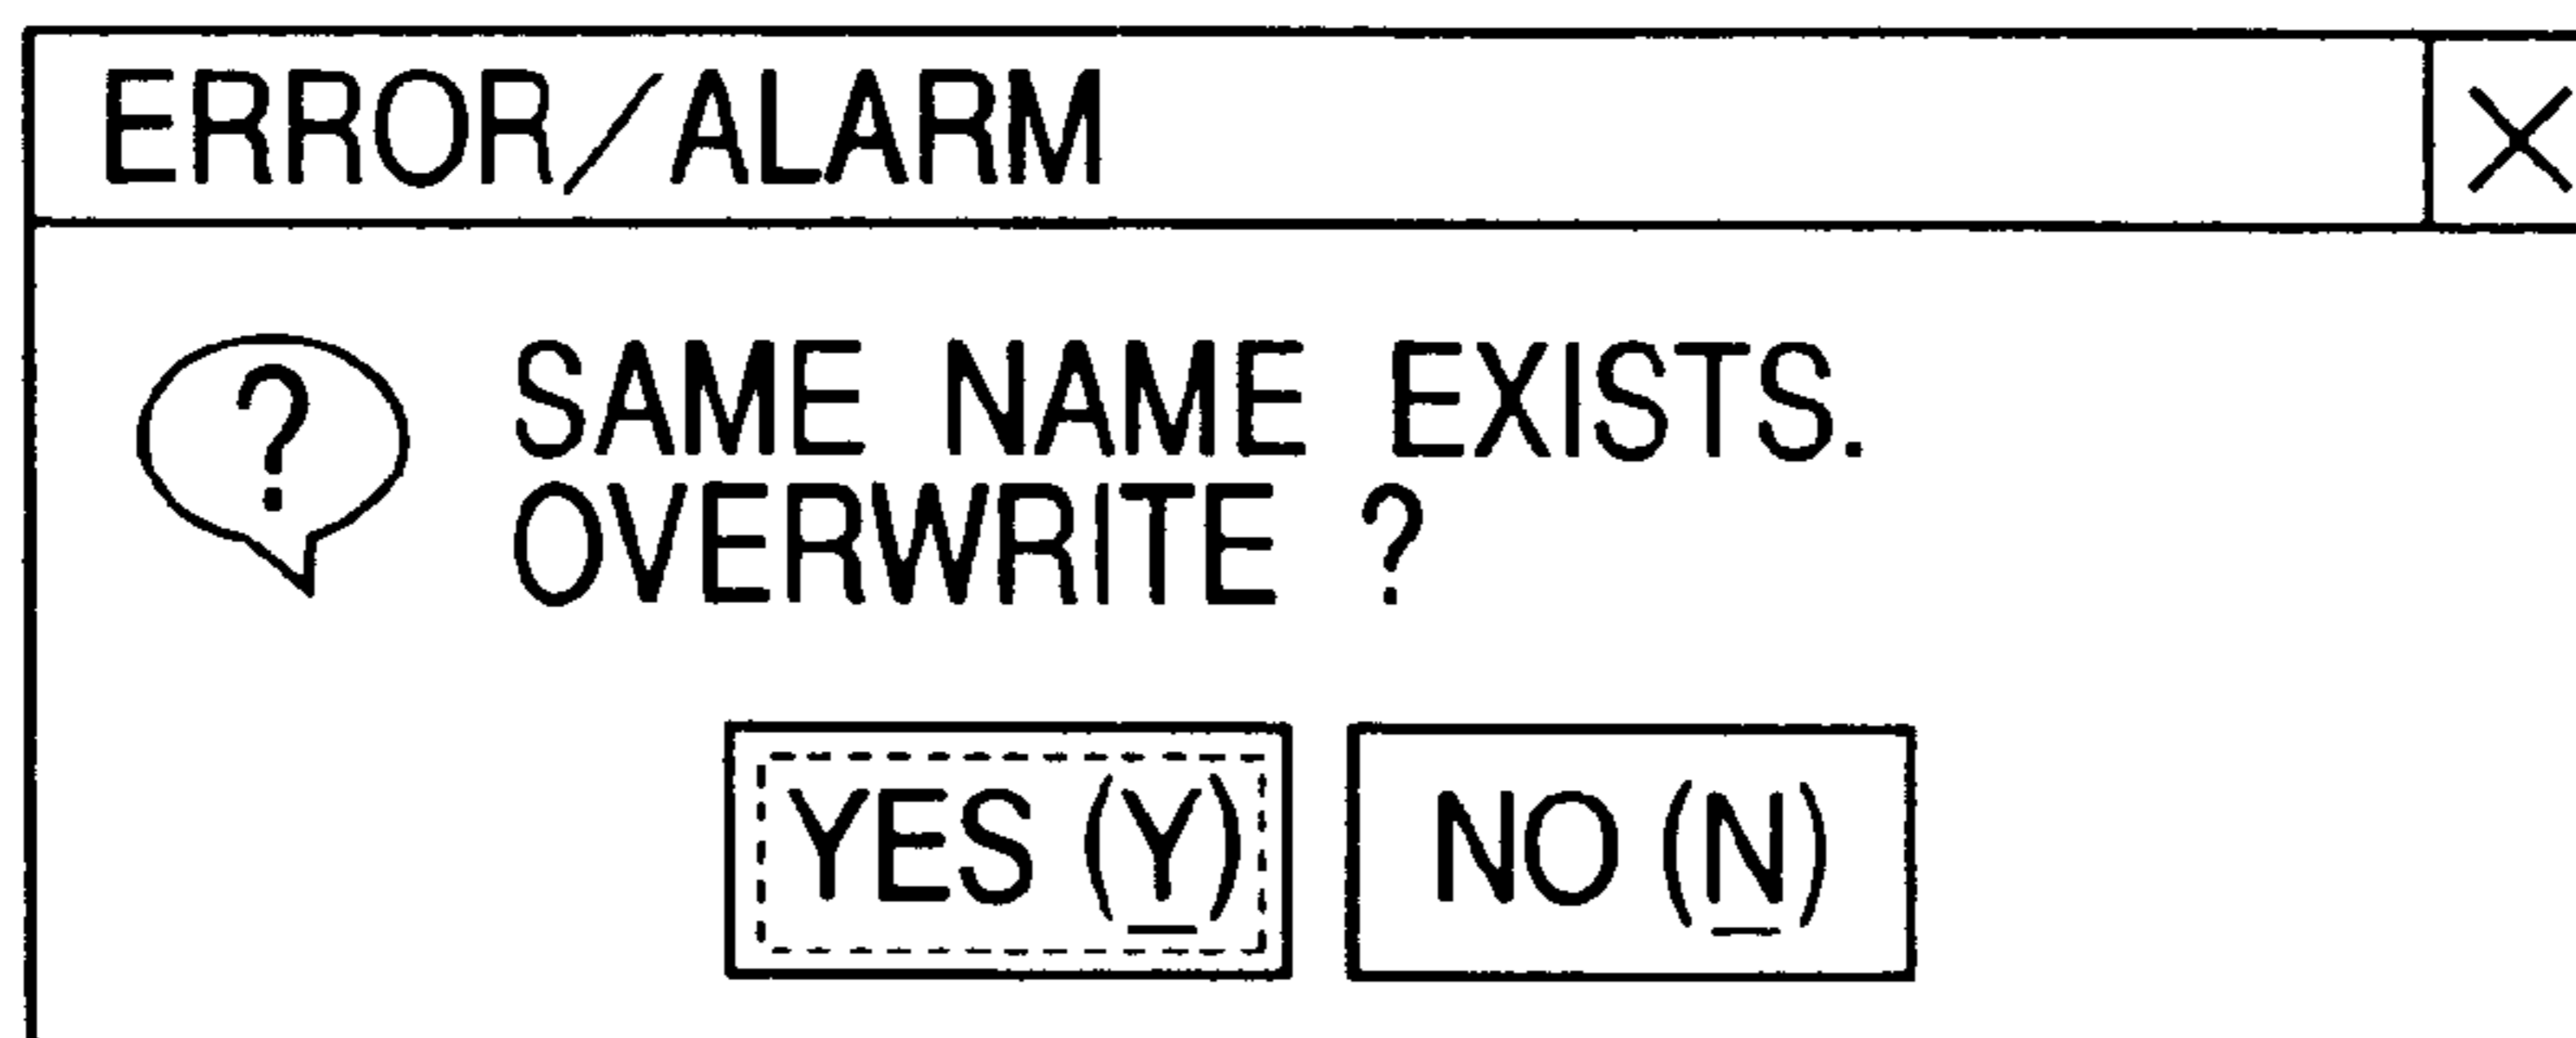 ERROR/ALARM
?
SAME NAME EXISTS.
OVERWRITE ?
YES (Y) NO (N)